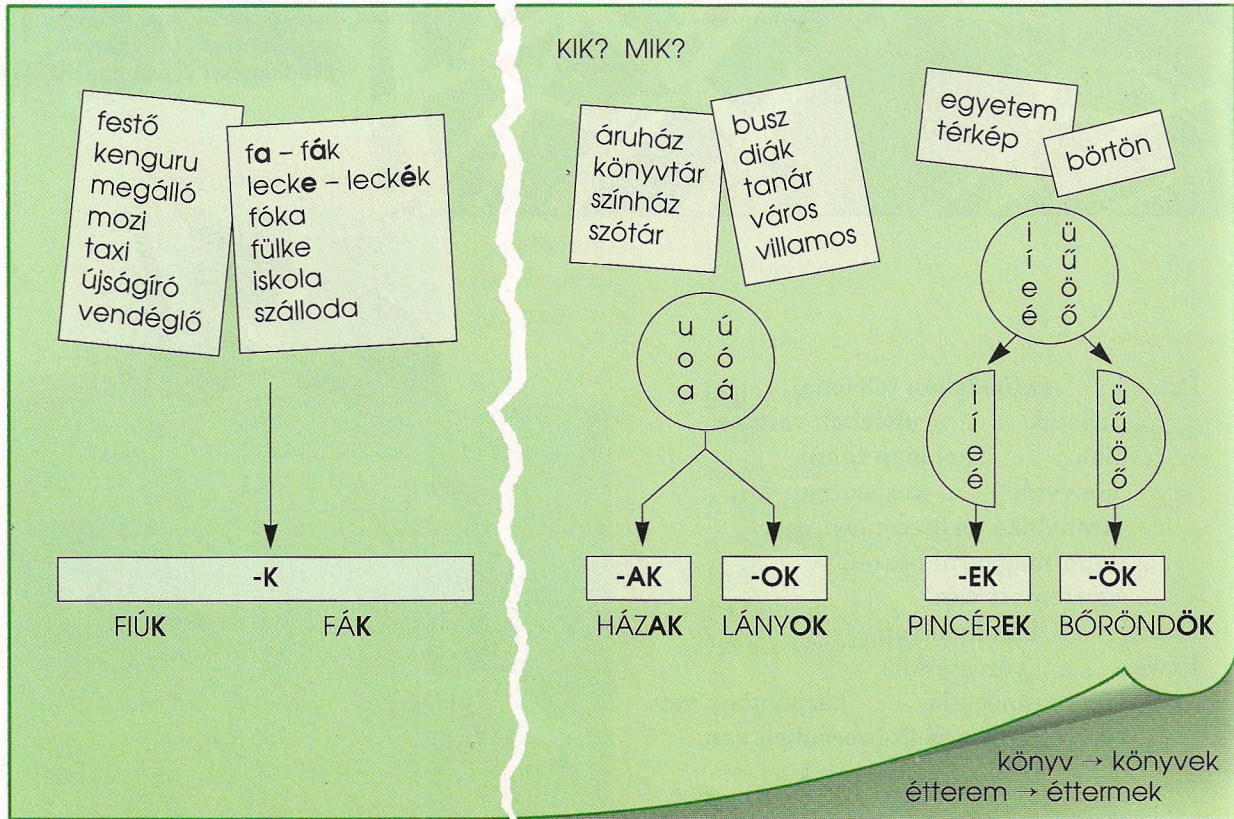 KIK? MIK?
festő
kenguru
megálló
mozi
taxi
újságíró
vendéglő
fa – fák
lecke – leckék
fóka
fülke
iskola
szálloda
-K
FIÚK
FÁK
áruház
könyvtár
színház
szótár
busz
diák
tanár
város
villamos
u ú
o ó
a á
-AK
-OK
HÁZAK
LÁNYOK
egyetem
térkép
börtön
i ü
í ű
e ö
é ő
i
í
e
é
ü
ű
ö
ő
-EK
-ÖK
PINCÉREK
BŐRÖNDÖK
könyv → könyvek
étterem → éttermek